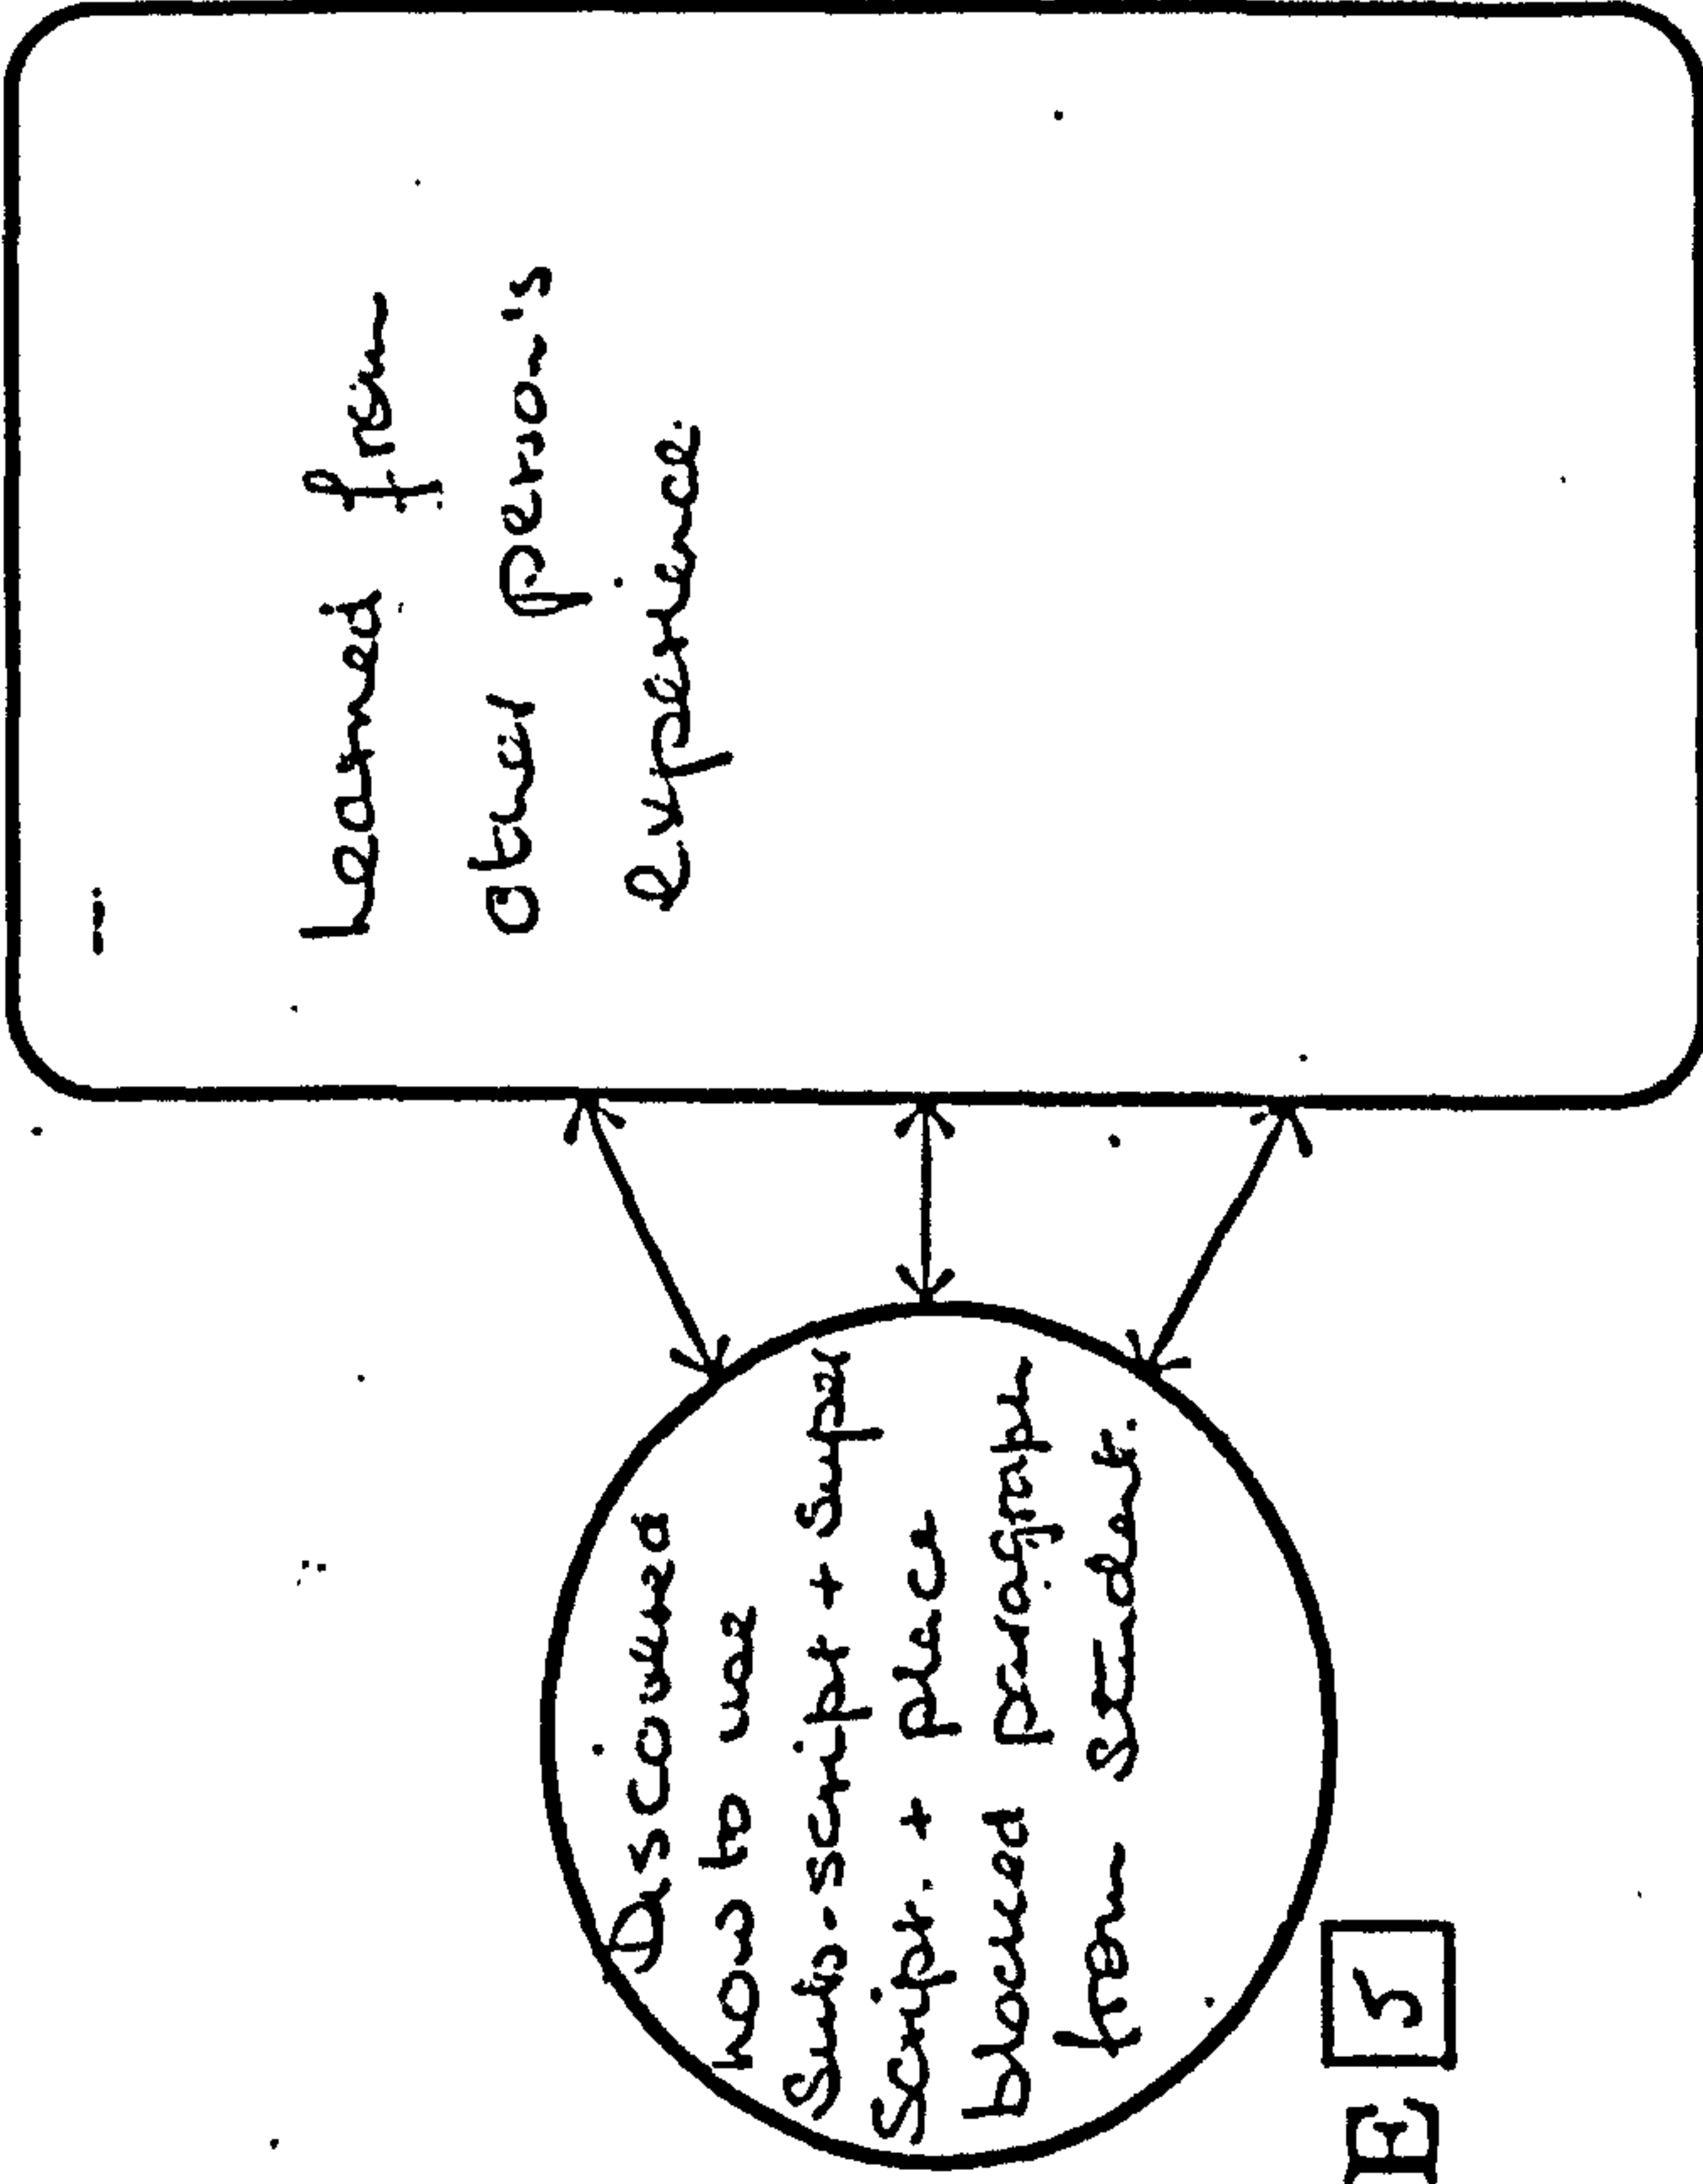 Discovered
how to use
Sub-script + Super
script. + place
blocked paragraph
from student.
E 5
Learned from
other person's
experience.